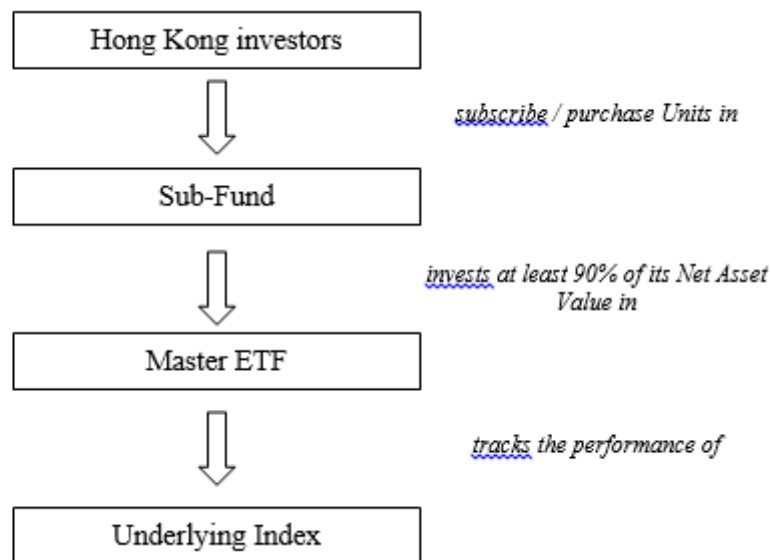 Hong Kong investors
subscribe / purchase Units in
Sub-Fund
invests at least 90% of its Net Asset
Value in
Master ETF
tracks the performance of
Underlying Index